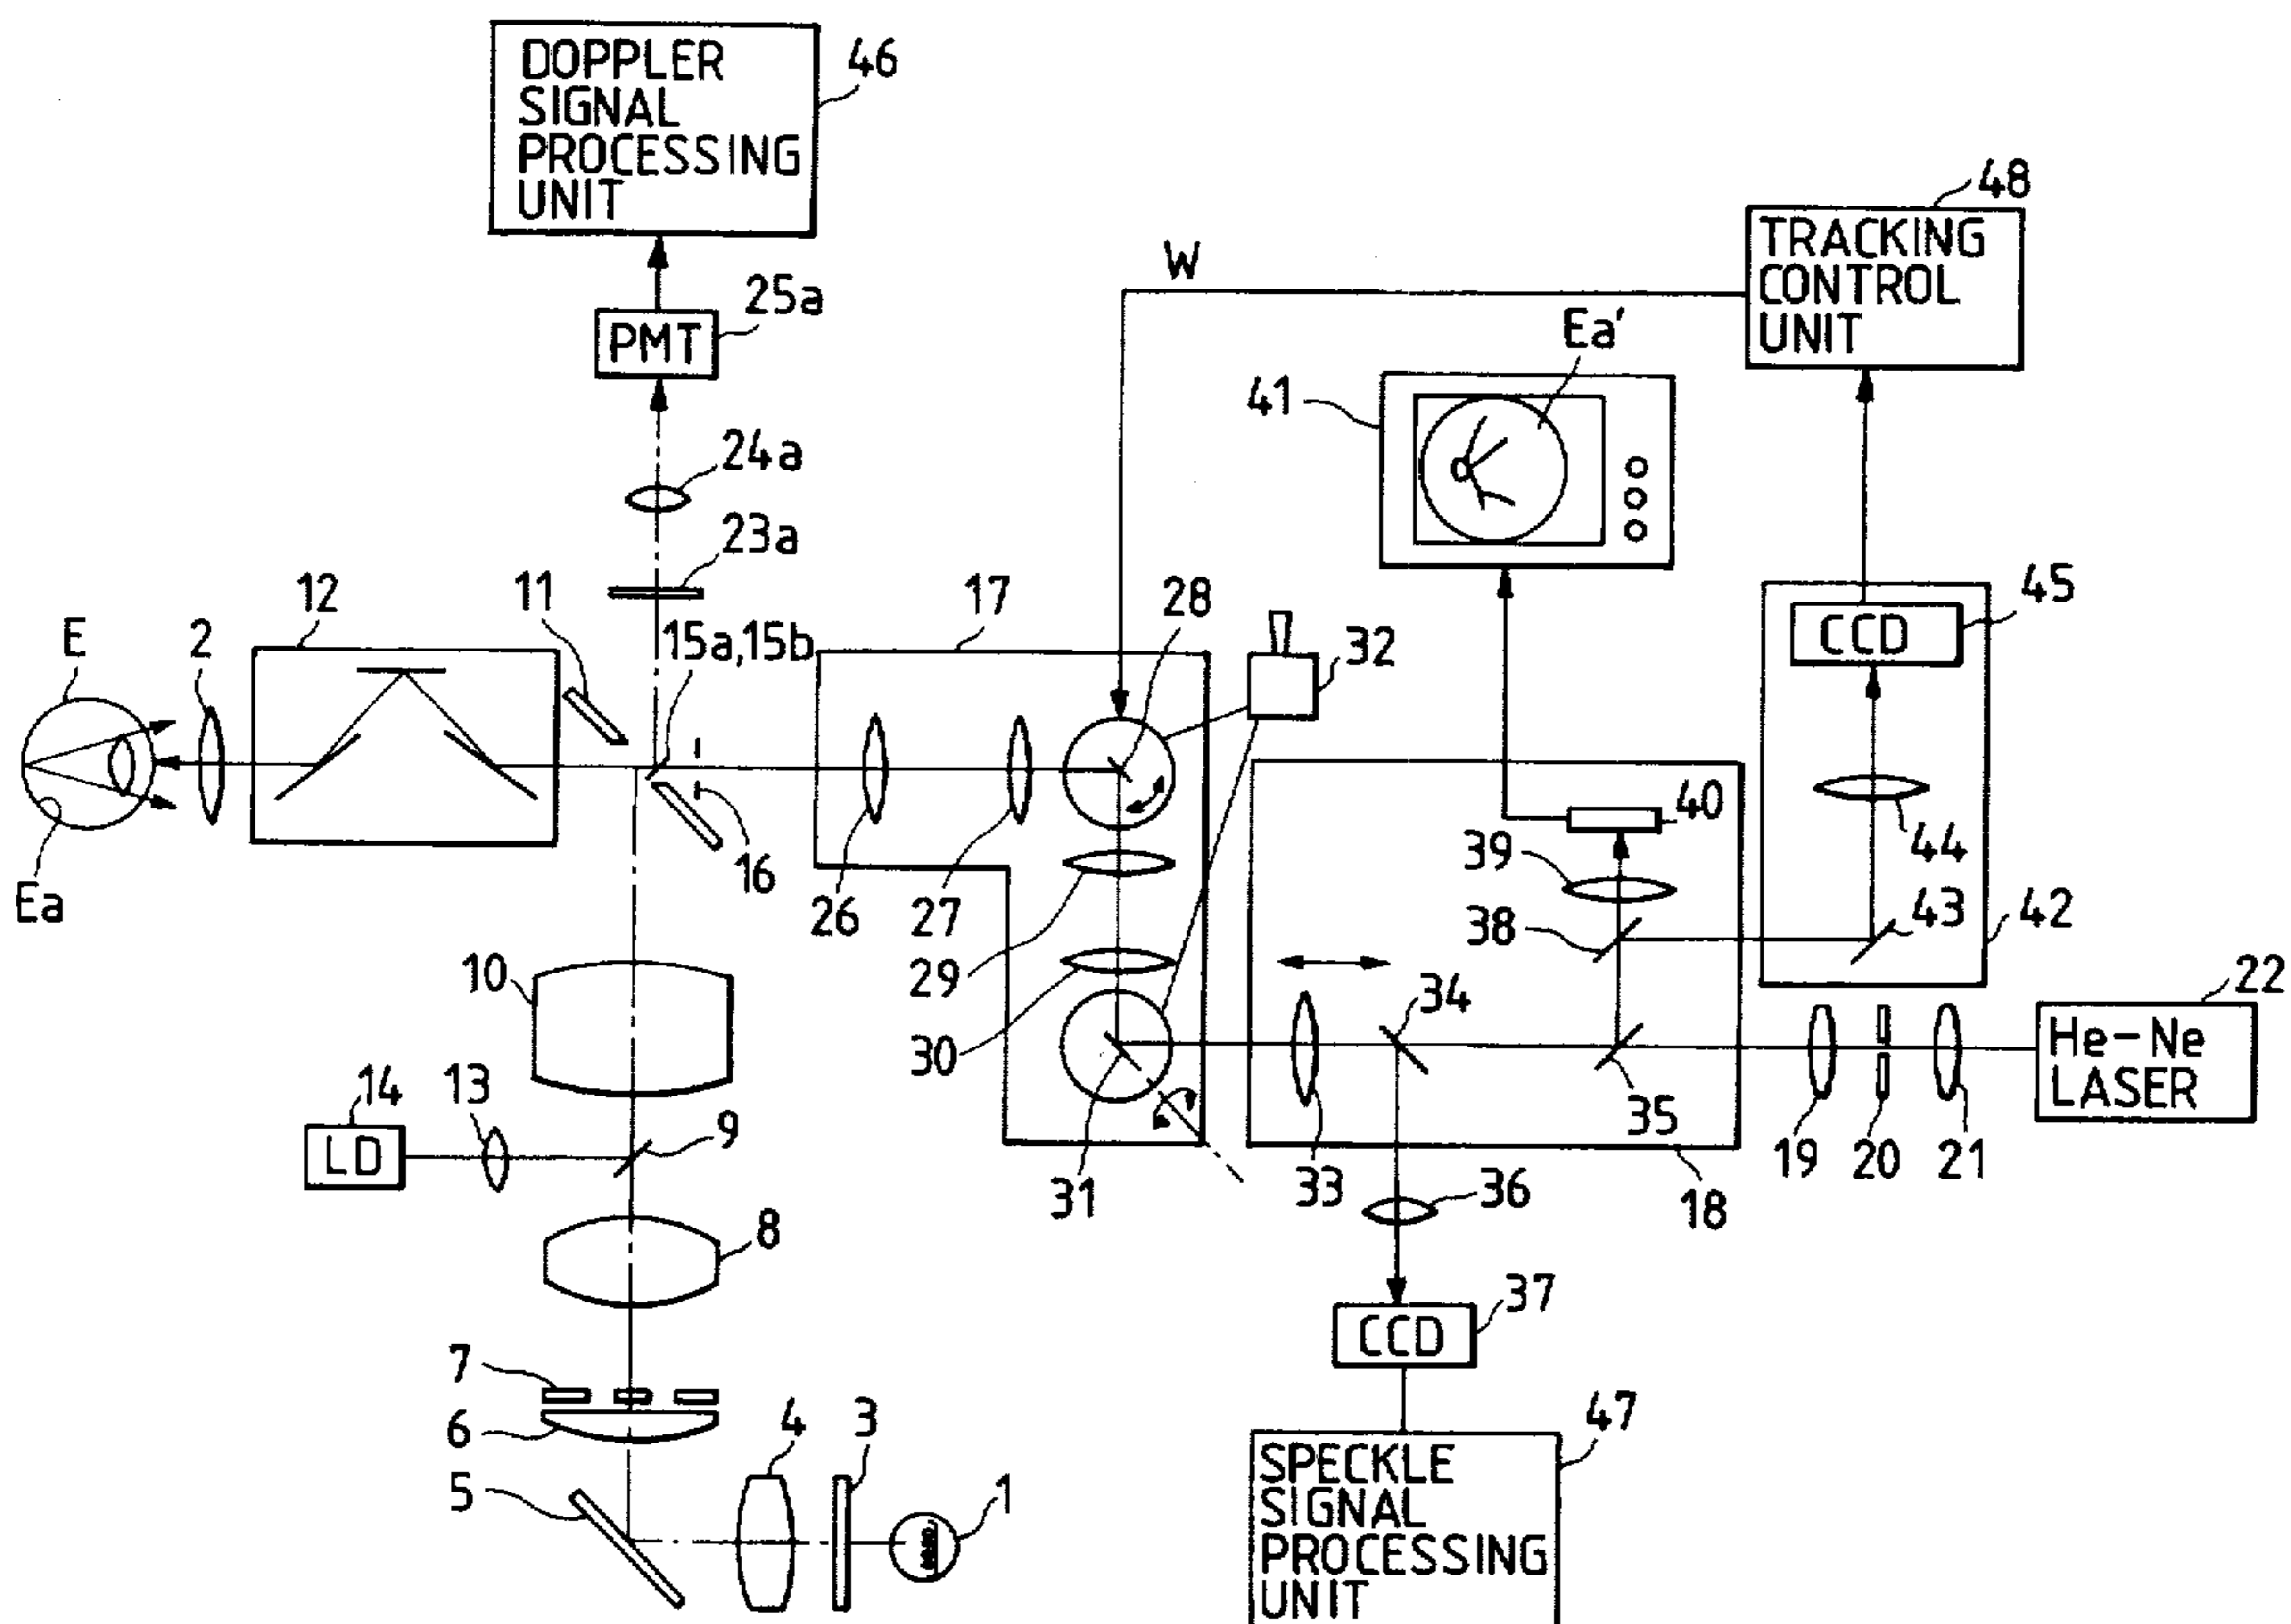 DOPPLER
SIGNAL
PROCESSING
UNIT
46
48
TRACKING
CONTROL
UNIT
W
25a
PMT
Ea'
41
24a
23a
12
11
17
28
45
CCD
E
2
15a,15b
32
40
44
39
16
26
27
Ea
38
43
42
29
10
34
22
He-Ne
LASER
30
14
13
LD
9
35
31
33
36
18
19
20
21
8
37
CCD
7
6
4
3
47
5
1
SPECKLE
SIGNAL
PROCESSING
UNIT